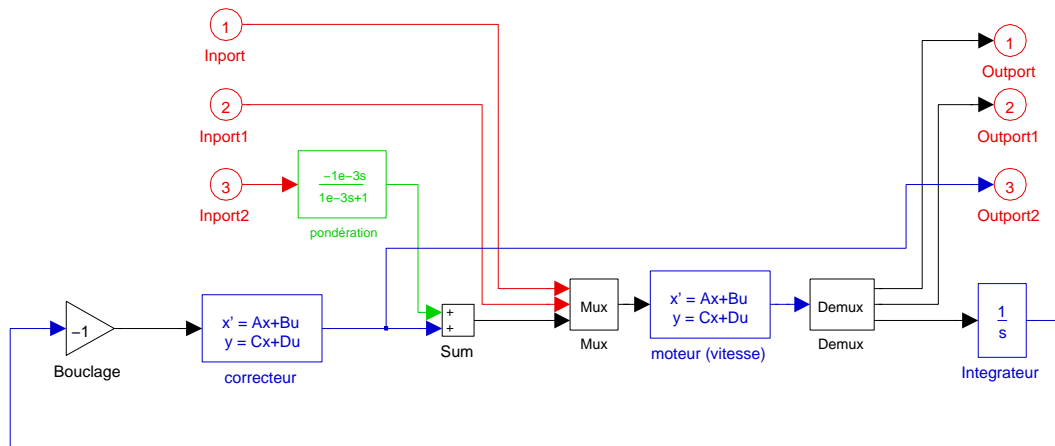 1
Inport
2
Inport1
3
Inport2
−1e−3s
1e−3s+1
pondération
1
Outport
2
Outport1
3
Outport2
−1
Bouclage
x' = Ax+Bu
y = Cx+Du
correcteur
+
+
Sum
Mux
Mux
x' = Ax+Bu
y = Cx+Du
moteur (vitesse)
Demux
Demux
1
s
Integrateur